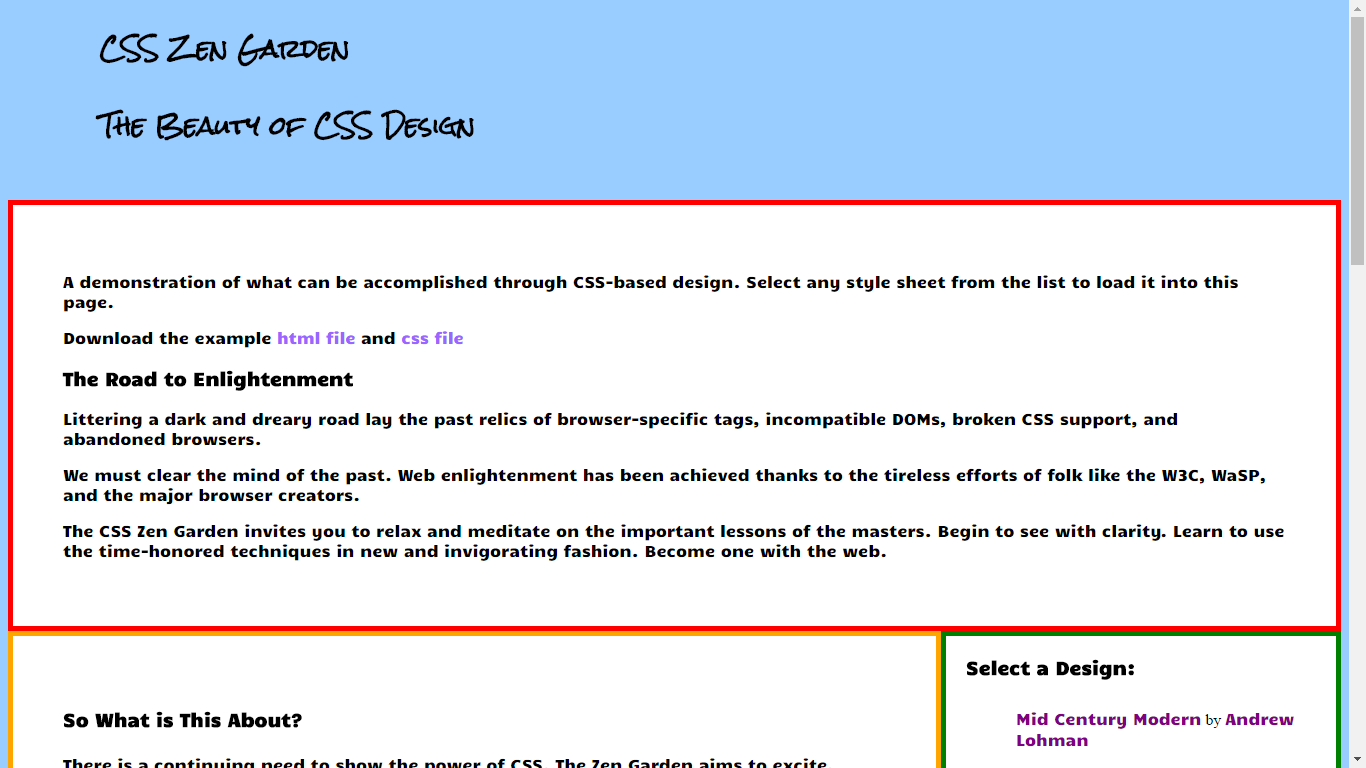 CSS Zen Garden
The Beauty of CSS Design
A demonstration of what can be accomplished through CSS-based design. Select any style sheet from the list to load it into this
page.
Download the example html file and css file
The Road to Enlightenment
Littering a dark and dreary road lay the past relics of browser-specific tags, incompatible DOMs, broken CSS support, and
abandoned browsers.
We must clear the mind of the past. Web enlightenment has been achieved thanks to the tireless efforts of folk like the W3C, WaSP,
and the major browser creators.
The CSS Zen Garden invites you to relax and meditate on the important lessons of the masters. Begin to see with clarity. Learn to use
the time-honored techniques in new and invigorating fashion. Become one with the web.
So What is This About?
There is a continuing need to show the power of CSS. The Zen Garden aims to excite,
Select a Design:
Mid Century Modern by Andrew
Lohman